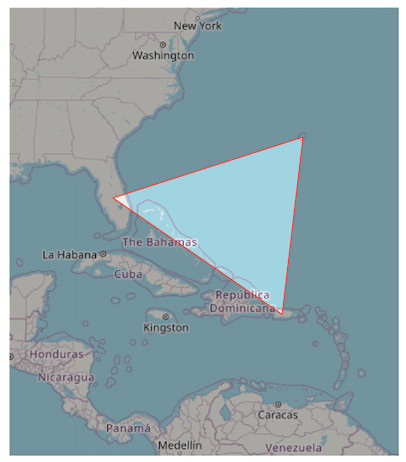 New York
Washington
The Bahamas
La Habana
Cuba
República
Dominicana
Kingston
Honduras
Nicaragua
Caracas
Panamá
Medellín
Venezuela